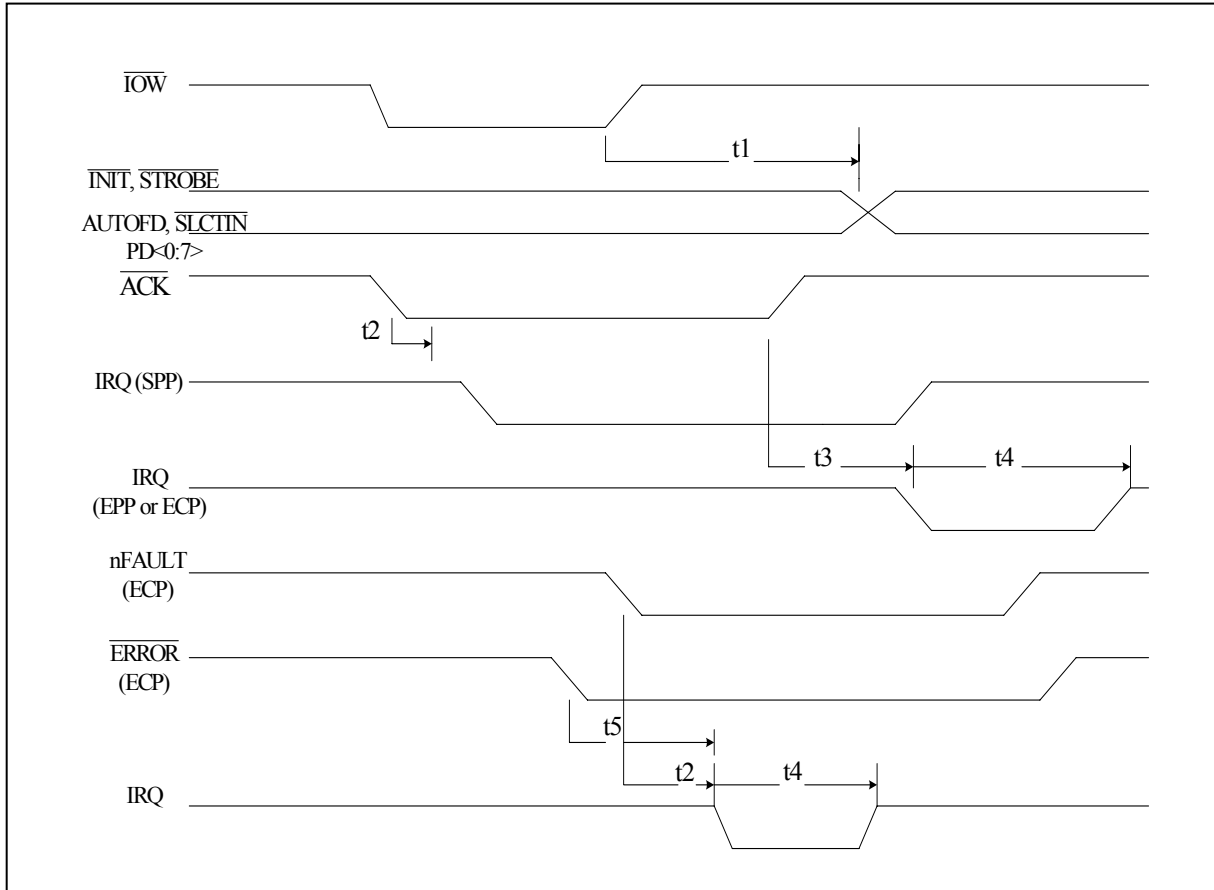 IOW
t1
INIT, STROBE
AUTOFD, SLCTIN
PD<0:7>
ACK
t2
IRQ (SPP)
t3
t4
IRQ
(EPP or ECP)
nFAULT
(ECP)
ERROR
(ECP)
t5
t2
t4
IRQ